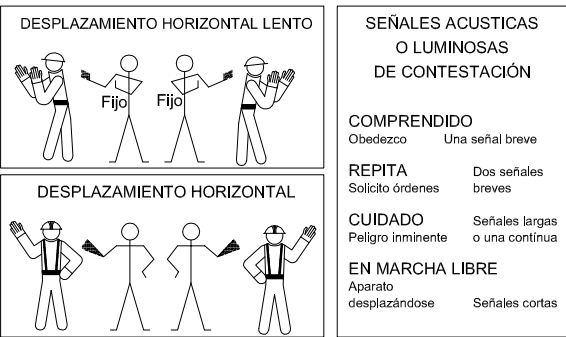 DESPLAZAMIENTO HORIZONTAL LENTO
Fijo Fijo
DESPLAZAMIENTO HORIZONTAL
SEÑALES ACUSTICAS
O LUMINOSAS
DE CONTESTACIÓN
COMPRENDIDO
Obedezco Una señal breve
REPITA Dos señales
Solicito órdenes breves
CUIDADO Señales largas
Peligro inminente o una contínua
EN MARCHA LIBRE
Aparato
desplazándose Señales cortas